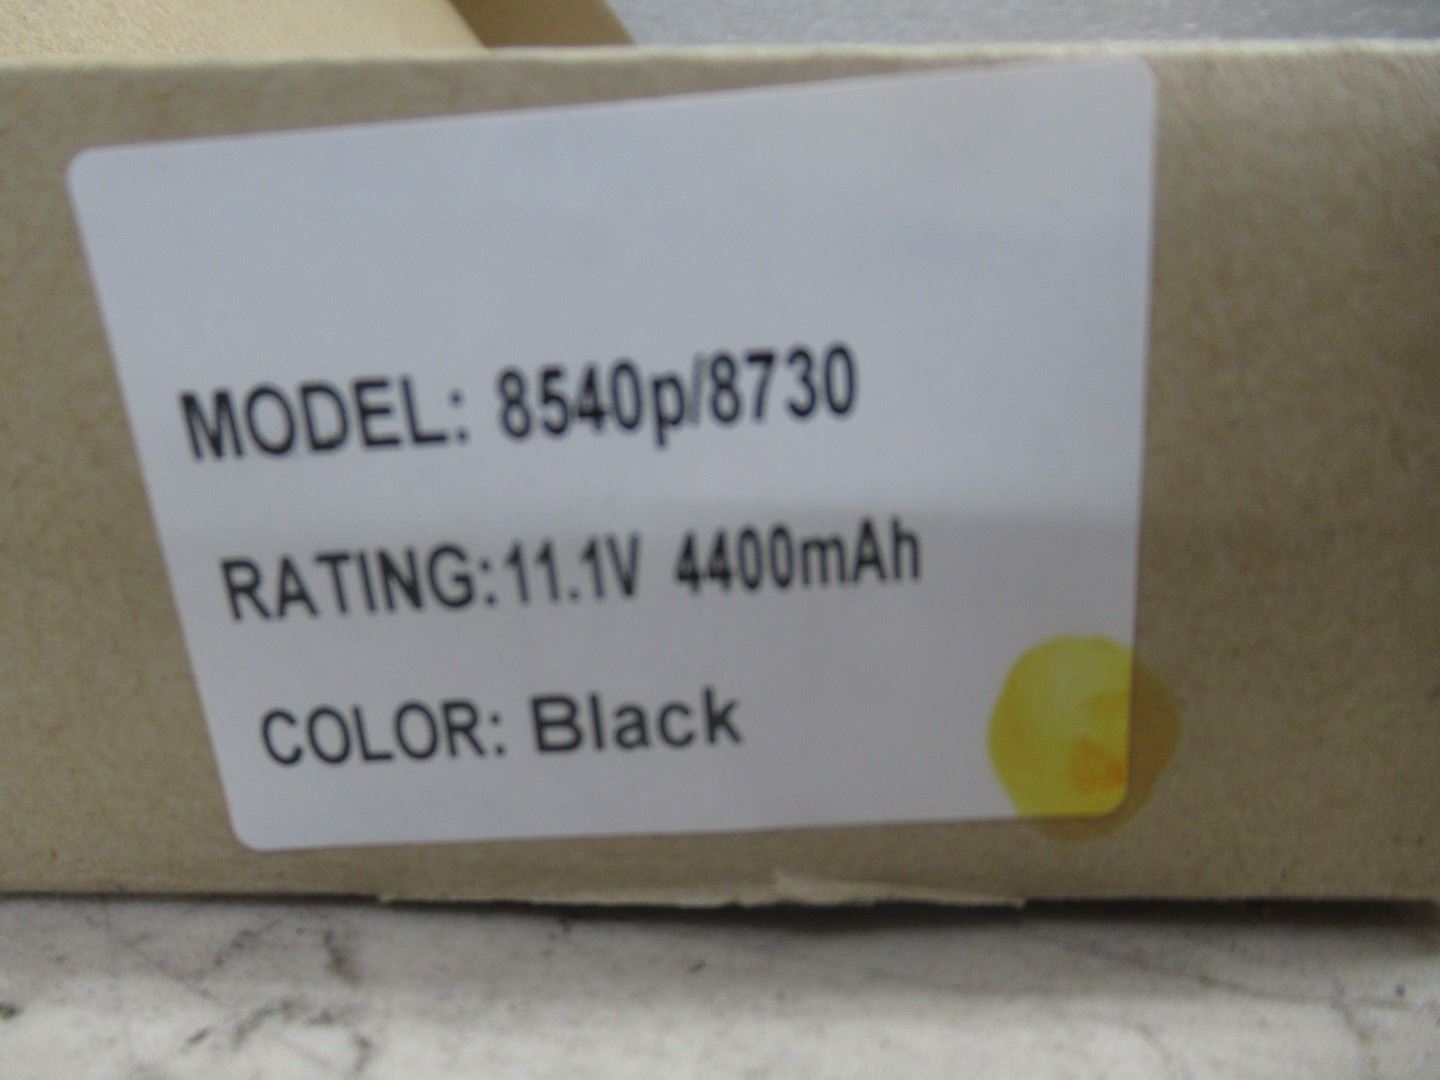 MODEL: 8540p/8730
RATING:11.1V 4400mAh
COLOR: Black